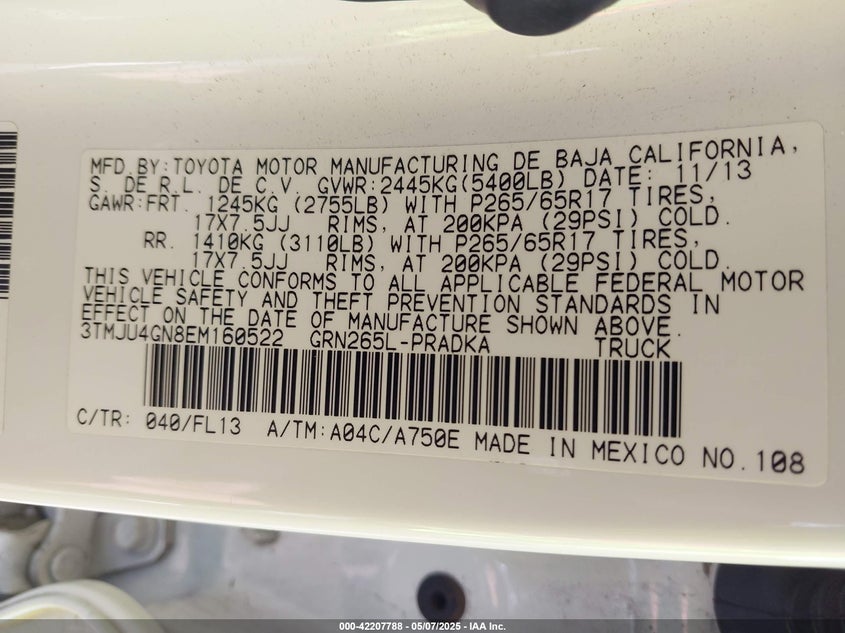 MFD.BY:TOYOTA MOTOR MANUFACTURING DE BAJA CALIFORNIA,
S. DE R.L. DE C.V. GVWR:2445KG(5400LB) DATE: 11/13
GAWR:FRT. 1245KG (2755LB) WITH P265/65R17 TIRES,
17X7.5JJ RIMS, AT 200KPA (29PSI) COLD.
RR. 1410KG (3110LB) WITH P265/65R17 TIRES,
17X7.5JJ RIMS, AT 200KPA (29PSI) COLD.
THIS VEHICLE CONFORMS TO ALL APPLICABLE FEDERAL MOTOR
VEHICLE SAFETY AND THEFT PREVENTION STANDARDS IN
EFFECT ON THE DATE OF MANUFACTURE SHOWN ABOVE.
3TMJU4GN8EM160522 GRN265L-PRADKA TRUCK
C/TR: 040/FL13 A/TM:A04C/A750E MADE IN MEXICO NO.108
000-42207788 - 05/07/2025 - IAA Inc.